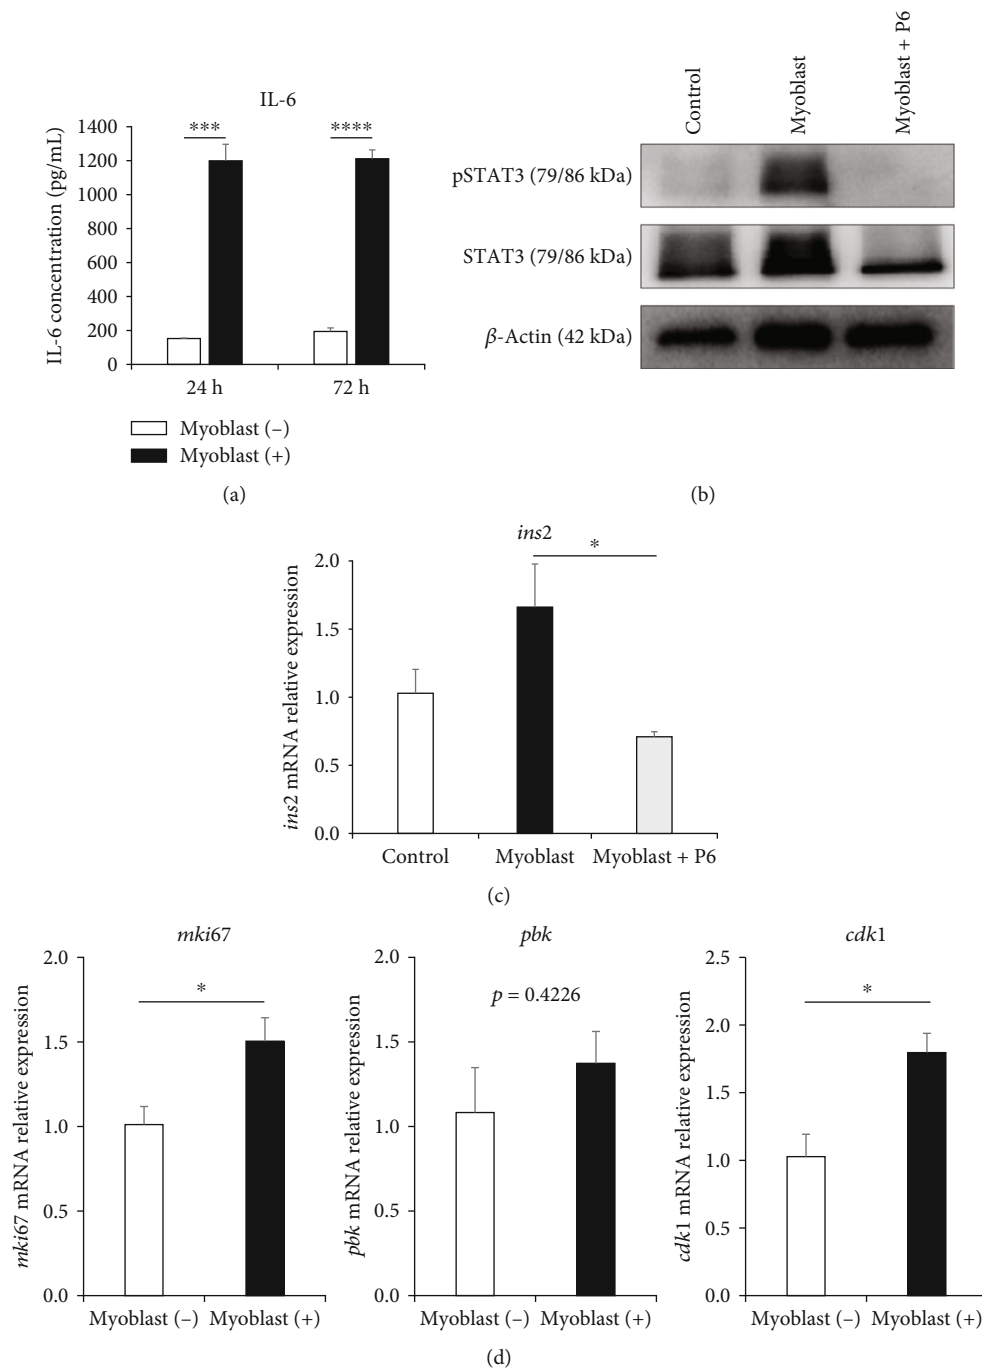 IL-6
IL-6 concentration (pg/mL)
1400
1200
1000
800
600
400
200
0
***
****
24 h
72 h
Myoblast (–)
Myoblast (+)
(a)
Control
Myoblast
Myoblast + P6
pSTAT3 (79/86 kDa)
STAT3 (79/86 kDa)
β-Actin (42 kDa)
(b)
ins2
ins2 mRNA relative expression
2.0
1.5
1.0
0.5
0.0
*
Control
Myoblast
Myoblast + P6
(c)
mki67
mki67 mRNA relative expression
2.0
1.5
1.0
0.5
0.0
*
Myoblast (–)
Myoblast (+)
pbk
pbk mRNA relative expression
2.0
1.5
1.0
0.5
0.0
p = 0.4226
Myoblast (–)
Myoblast (+)
cdk1
cdk1 mRNA relative expression
2.5
2.0
1.5
1.0
0.5
0.0
*
Myoblast (–)
Myoblast (+)
(d)